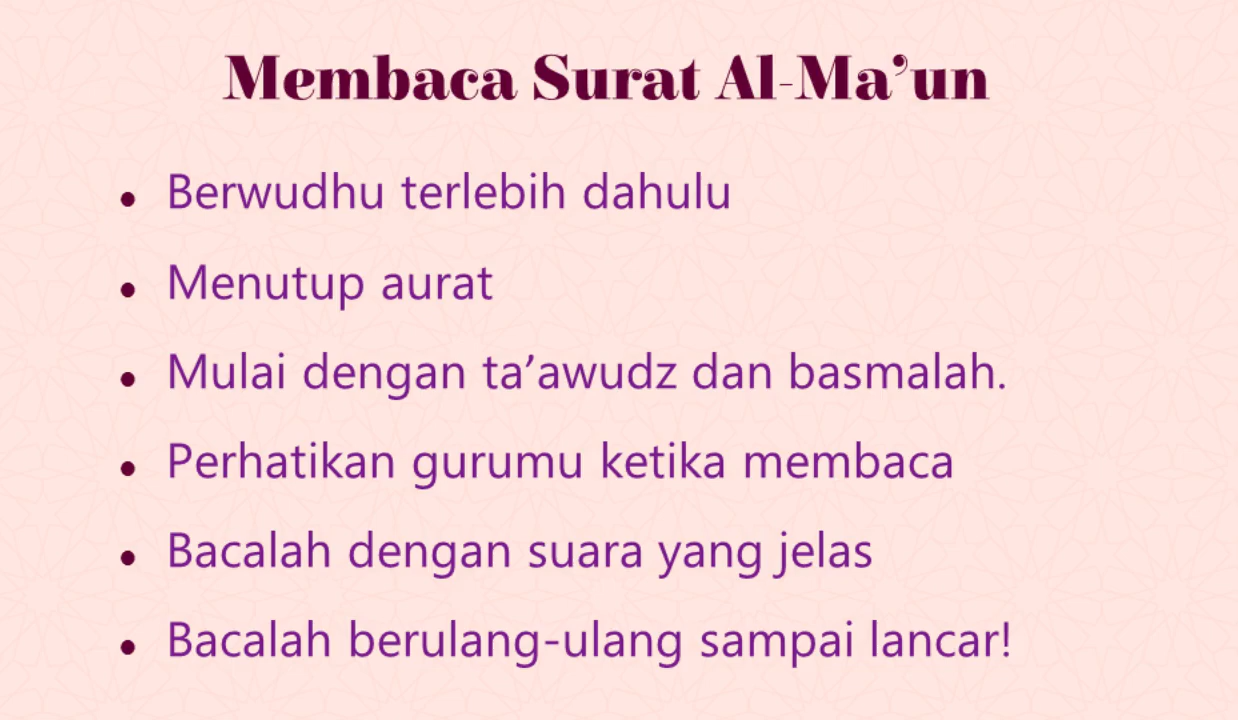 Membaca Surat Al-Ma’un
• Berwudhu terlebih dahulu
• Menutup aurat
• Mulai dengan ta’awudz dan basmalah.
• Perhatikan gurumu ketika membaca
• Bacalah dengan suara yang jelas
• Bacalah berulang-ulang sampai lancar!